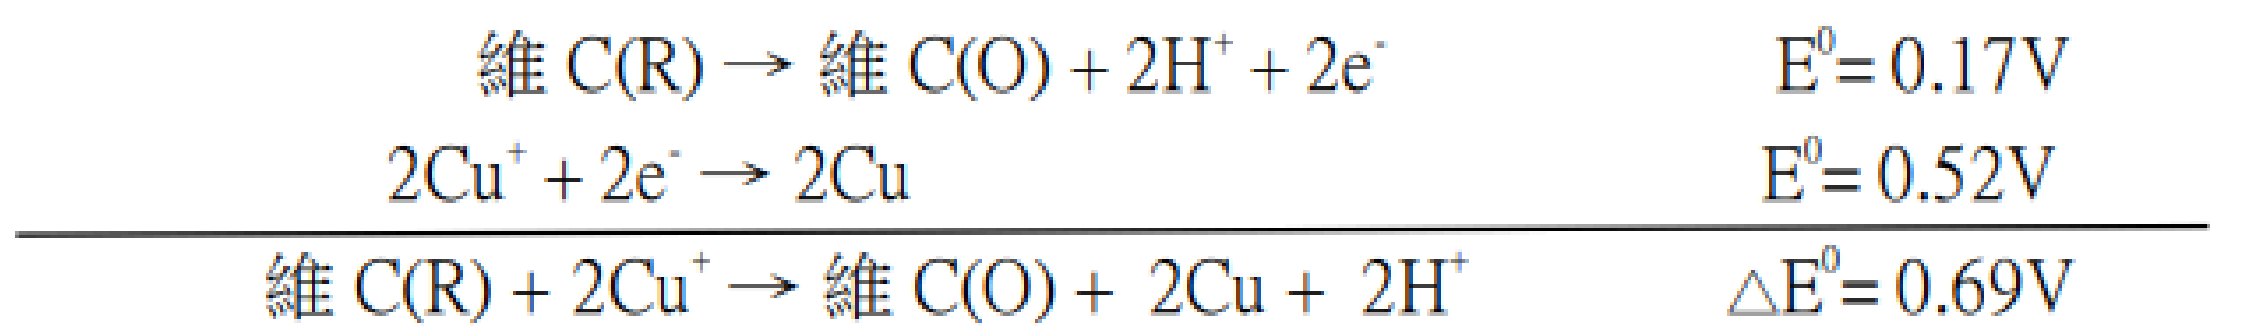 維 C(R) → 維 C(O) + 2H⁺ + 2e⁻ E⁰= 0.17V
2Cu⁺ + 2e⁻ → 2Cu E⁰= 0.52V
維 C(R) + 2Cu⁺ → 維 C(O) + 2Cu + 2H⁺ △E⁰= 0.69V